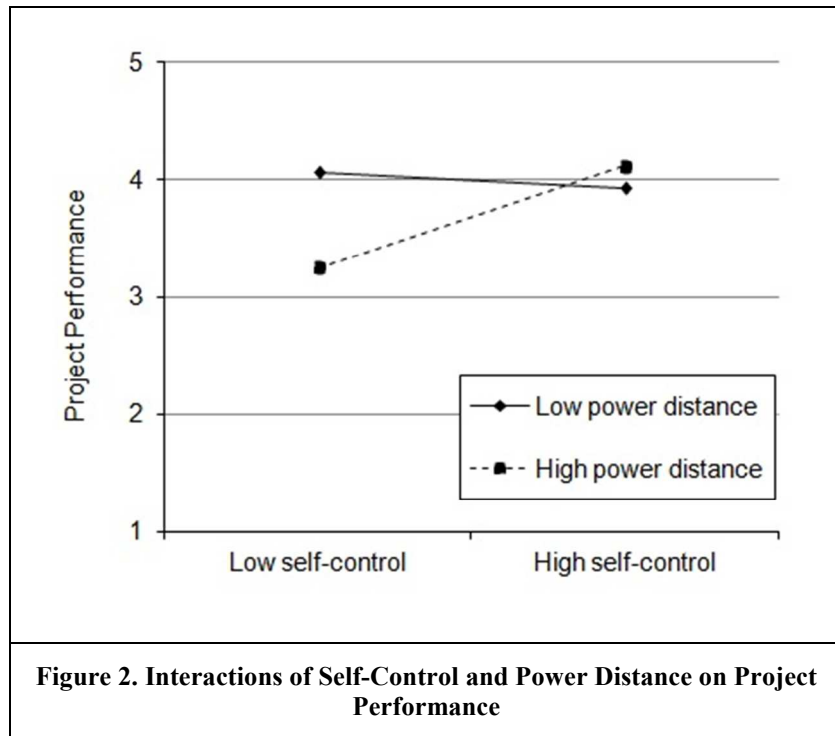 5
4
3
2
1
Project Performance
Low power distance
High power distance
Low self-control
High self-control
Figure 2. Interactions of Self-Control and Power Distance on Project
Performance